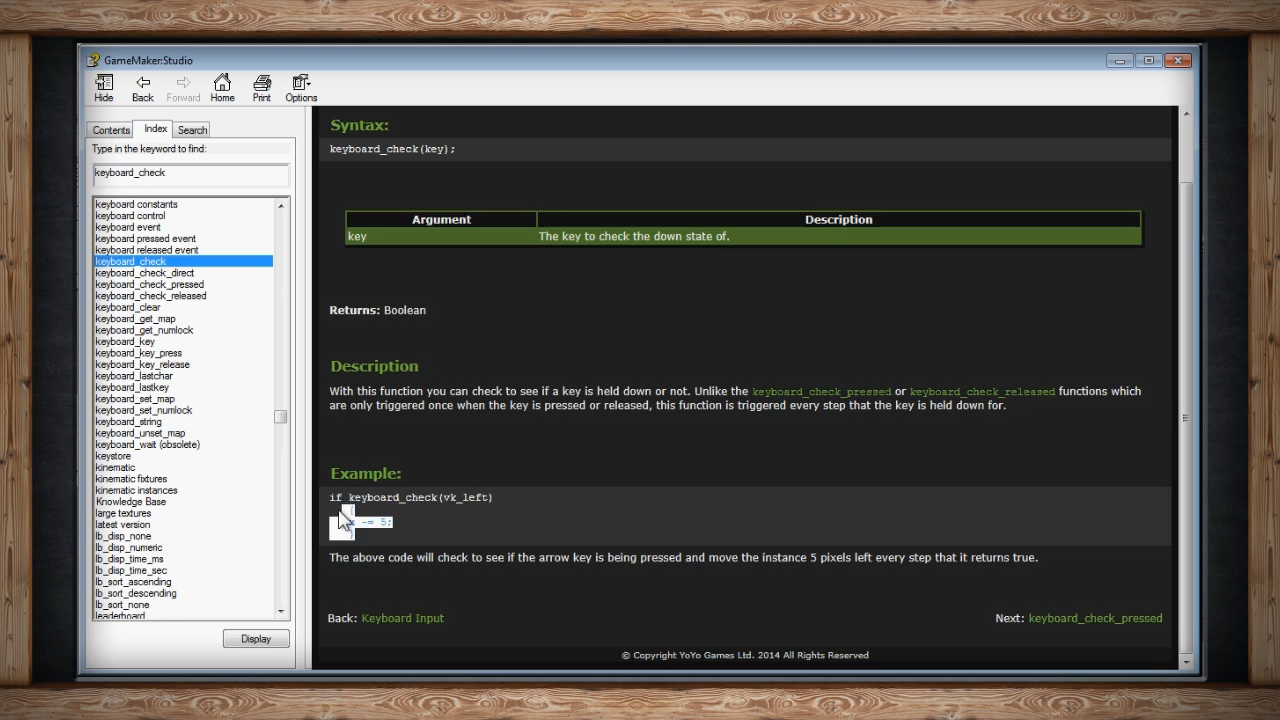 GameMaker:Studio
Hide Back Forward Home Print Options
Contents Index Search
Type in the keyword to find:
keyboard_check
keyboard constants
keyboard control
keyboard event
keyboard pressed event
keyboard released event
keyboard_check
keyboard_check_direct
keyboard_check_pressed
keyboard_check_released
keyboard_clear
keyboard_get_map
keyboard_get_numlock
keyboard_key
keyboard_key_press
keyboard_key_release
keyboard_lastchar
keyboard_lastkey
keyboard_set_map
keyboard_set_numlock
keyboard_string
keyboard_unset_map
keyboard_wait (obsolete)
keystore
kinematic
kinematic fixtures
kinematic instances
Knowledge Base
large textures
latest version
lb_disp_none
lb_disp_numeric
lb_disp_time_ms
lb_disp_time_sec
lb_sort_ascending
lb_sort_descending
lb_sort_none
leaderboard
Display
Syntax:
keyboard_check(key);
Argument Description
key The key to check the down state of.
Returns: Boolean
Description
With this function you can check to see if a key is held down or not. Unlike the keyboard_check_pressed or keyboard_check_released functions which
are only triggered once when the key is pressed or released, this function is triggered every step that the key is held down for.
Example:
if keyboard_check(vk_left)
{
x -= 5;
}
The above code will check to see if the arrow key is being pressed and move the instance 5 pixels left every step that it returns true.
Back: Keyboard Input
Next: keyboard_check_pressed
© Copyright YoYo Games Ltd. 2014 All Rights Reserved